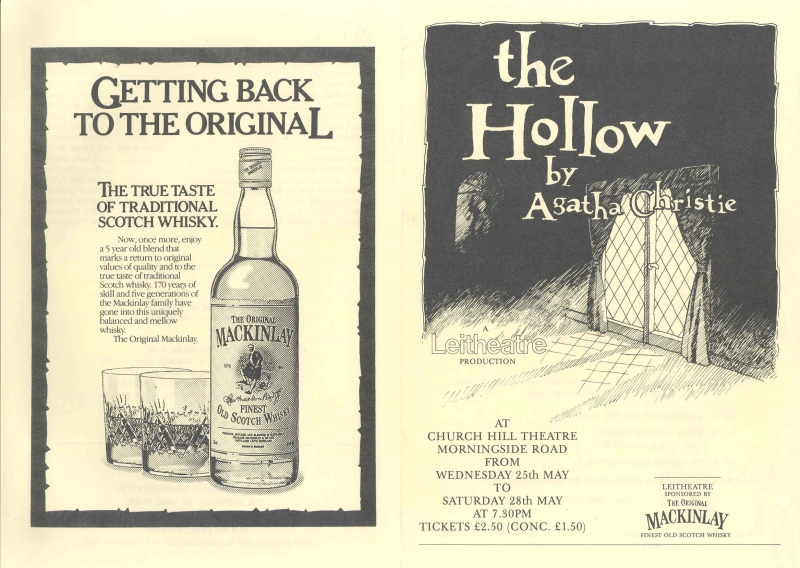 GETTING BACK
TO THE ORIGINAL
THE TRUE TASTE
OF TRADITIONAL
SCOTCH WHISKY.
Now, once more, enjoy
a 5 year old blend that
marks a return to original
values of quality and to the
true taste of traditional
Scotch whisky. 170 years of
skill and five generations of
the Mackinlay family have
gone into this uniquely
balanced and mellow
whisky.
The Original Mackinlay.
THE ORIGINAL
MACKINLAY
FINEST
OLD SCOTCH WHISKY
the
Hollow
by
Agatha Christie
A
Leitheatre
PRODUCTION
AT
CHURCH HILL THEATRE
MORNINGSIDE ROAD
FROM
WEDNESDAY 25th MAY
TO
SATURDAY 28th MAY
AT 7.30PM
TICKETS £2.50 (CONC. £1.50)
LEITHEATRE
SPONSORED BY
THE ORIGINAL
MACKINLAY
FINEST OLD SCOTCH WHISKY